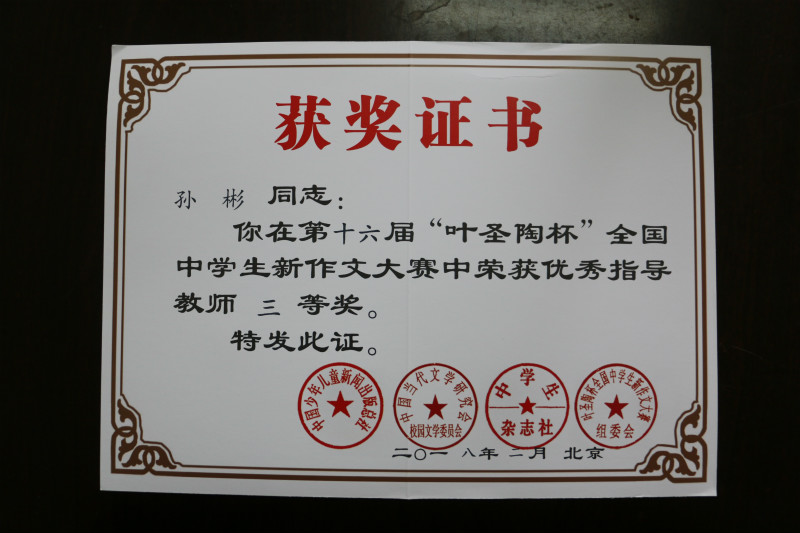 获奖证书
孙 彬 同志：
你在第十六届“叶圣陶杯”全国
中学生新作文大赛中荣获优秀指导
教师 三 等奖。
特发此证。
中国少年儿童新闻出版总社
中国当代文学研究会
校园文学委员会
中学生
杂志社
叶圣陶杯全国中学生新作文大赛
组委会
二〇一八年 二月 北京